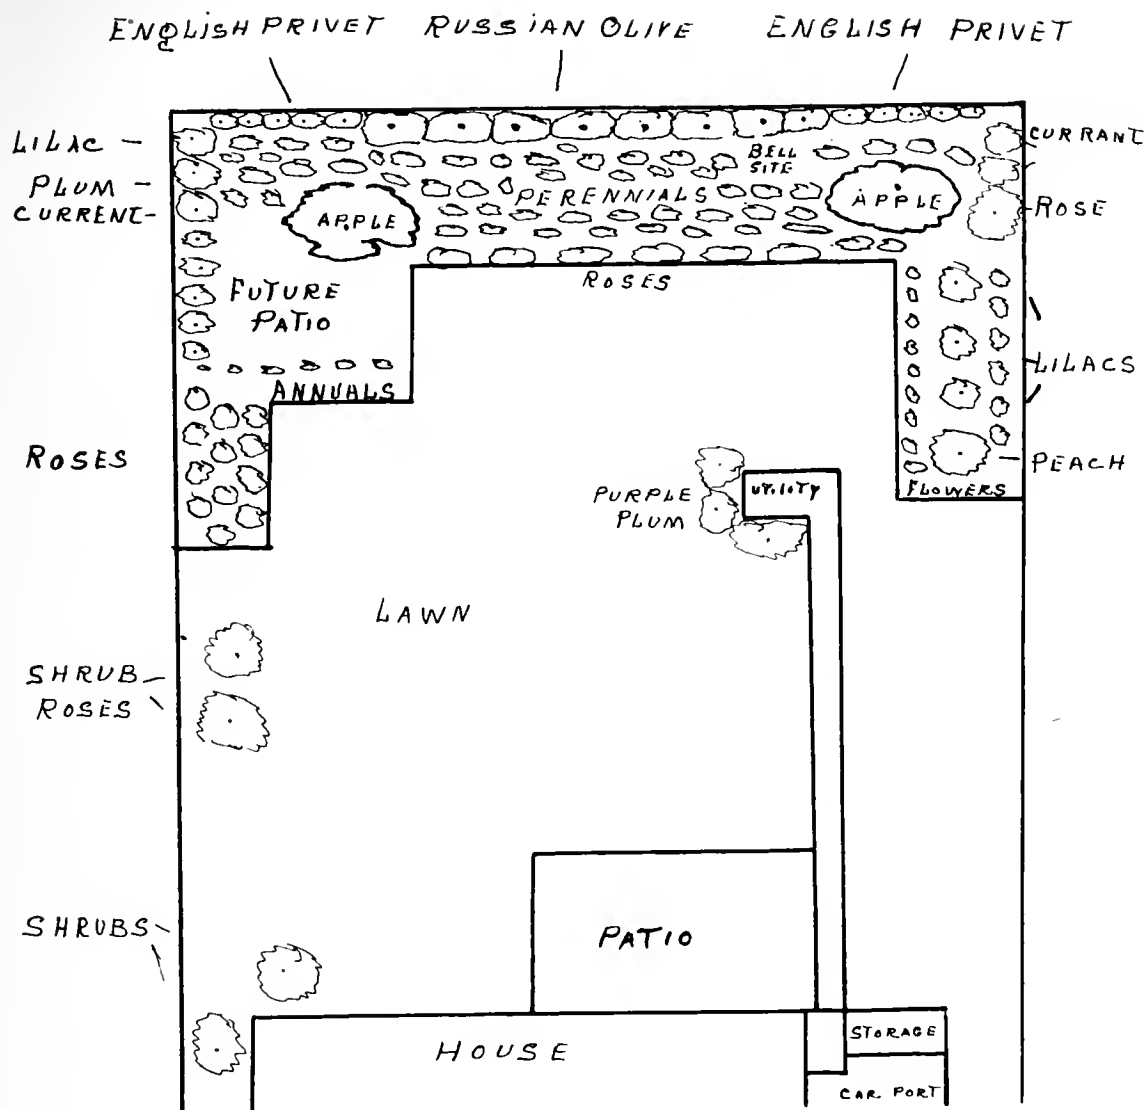 ENGLISH PRIVET RUSSIAN OLIVE ENGLISH PRIVET
LILAC
PLUM
CURRENT
CURRANT
ROSE
BELL
SITE
PERENNIALS
APPLE
APPLE
ROSES
FUTURE
PATIO
ANNUALS
LILACS
ROSES
PEACH
FLOWERS
UTILITY
PURPLE
PLUM
LAWN
SHRUB
ROSES
SHRUBS
PATIO
HOUSE
STORAGE
CAR PORT